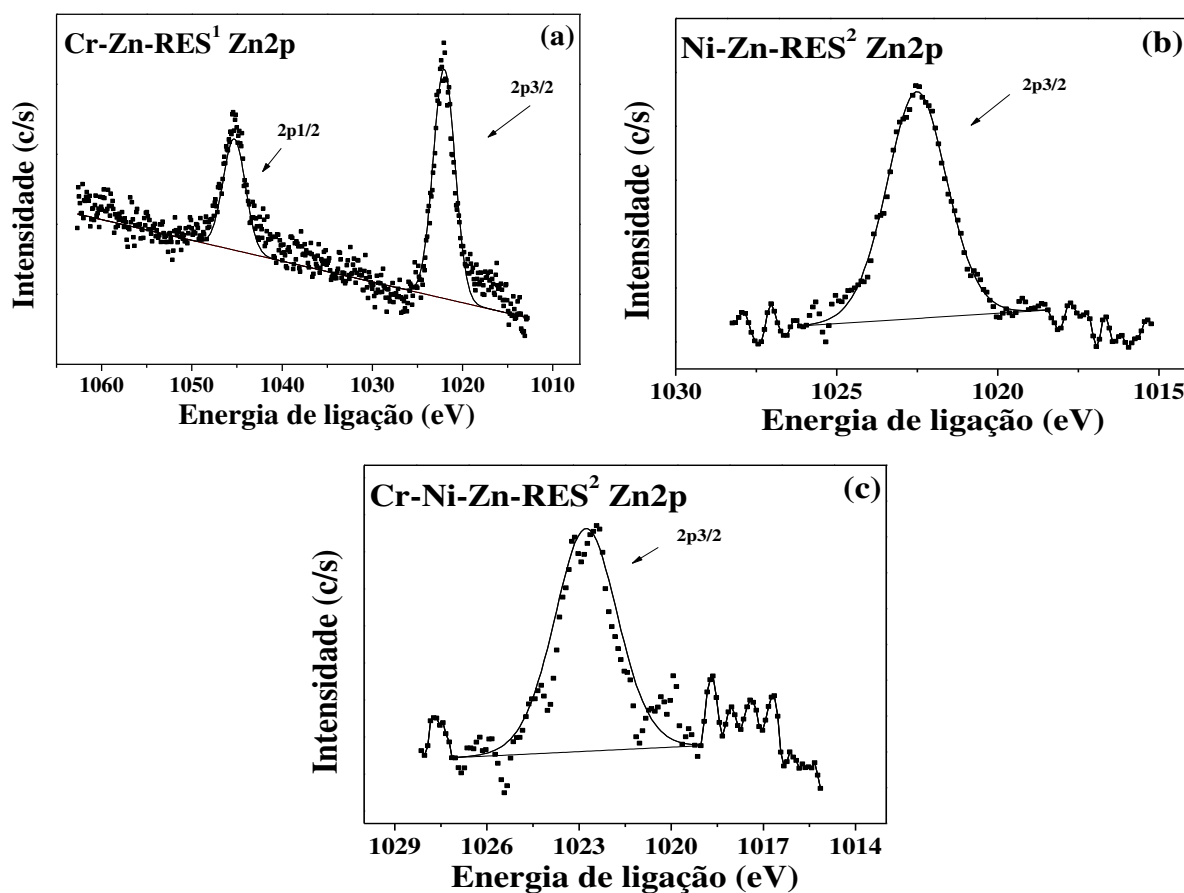 Cr-Zn-RES¹ Zn2p
(a)
2p3/2
2p1/2
Intensidade (c/s)
1060 1050 1040 1030 1020 1010
Energia de ligação (eV)
Ni-Zn-RES² Zn2p
(b)
2p3/2
Intensidade (c/s)
1030 1025 1020 1015
Energia de ligação (eV)
Cr-Ni-Zn-RES² Zn2p
(c)
2p3/2
Intensidade (c/s)
1029 1026 1023 1020 1017 1014
Energia de ligação (eV)